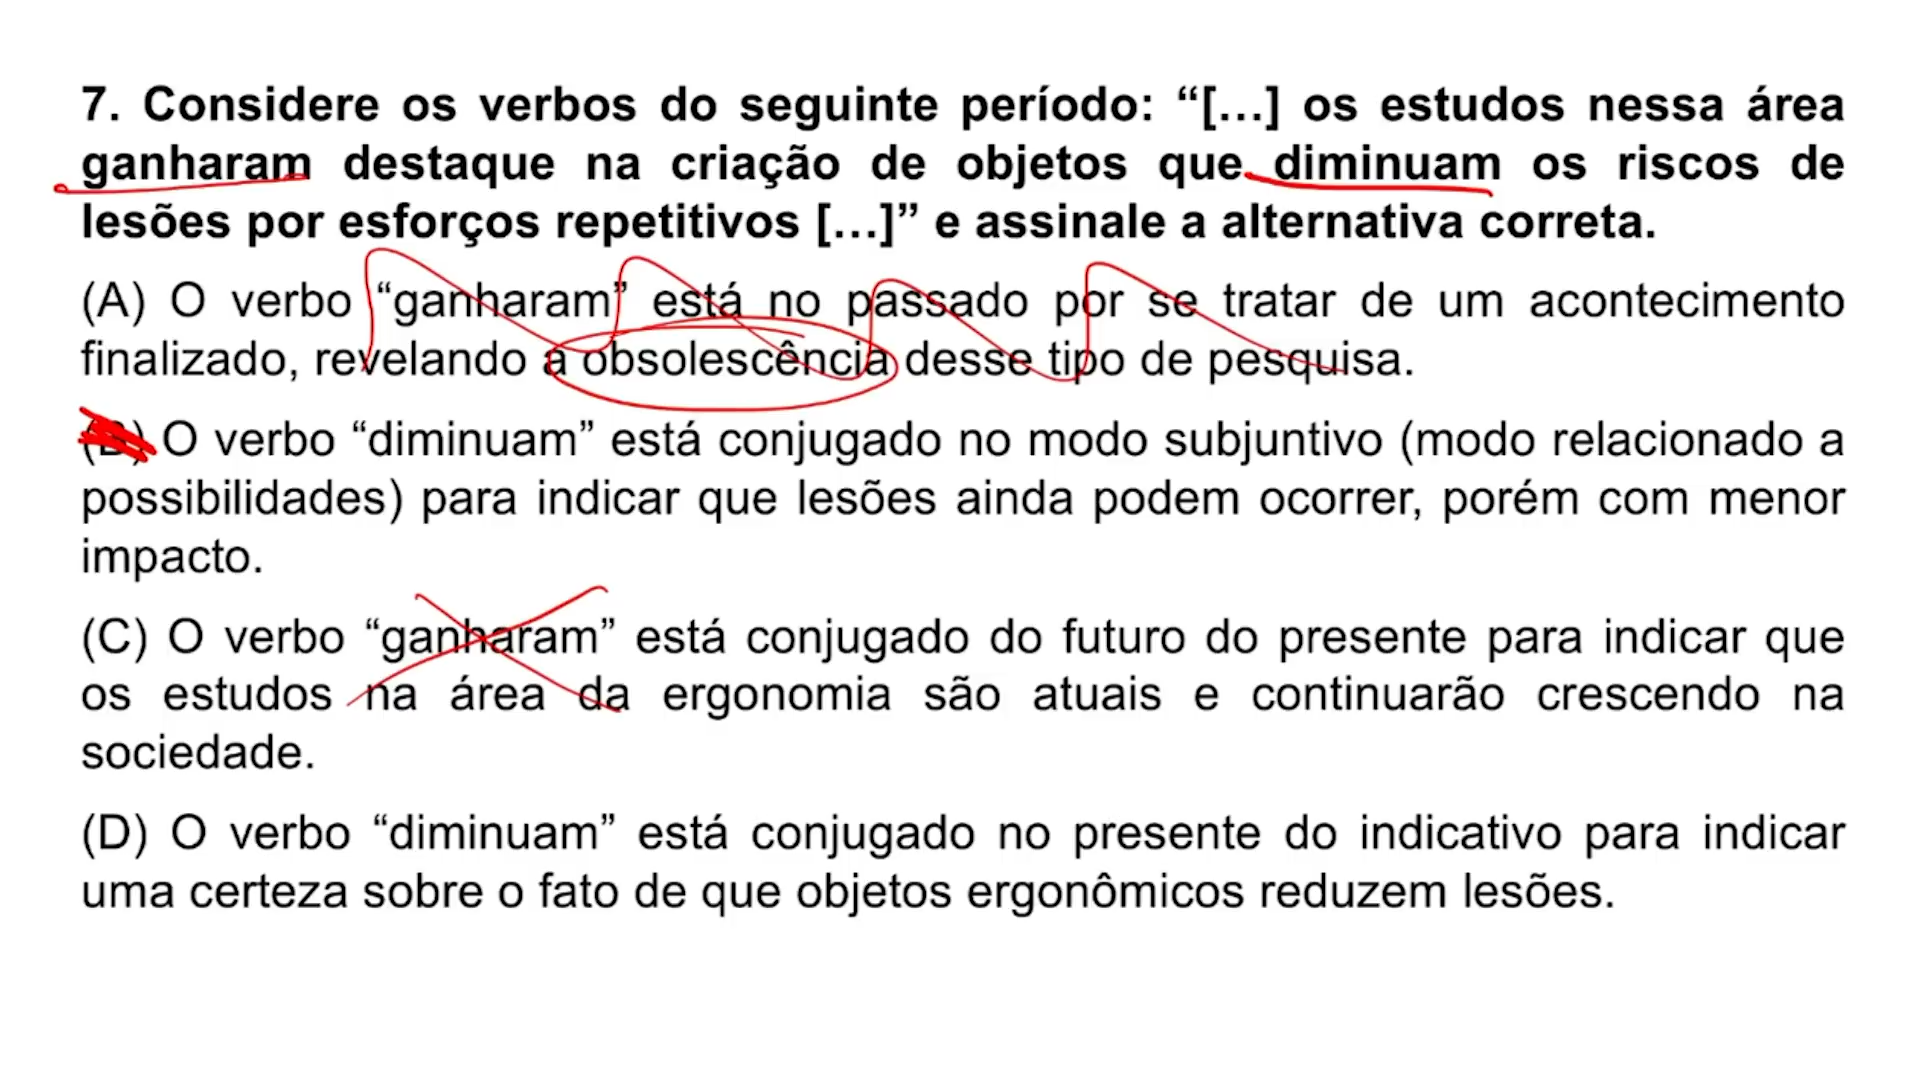 7. Considere os verbos do seguinte período: “[...] os estudos nessa área
ganharam destaque na criação de objetos que diminuam os riscos de
lesões por esforços repetitivos [...]” e assinale a alternativa correta.
(A) O verbo “ganharam” está no passado por se tratar de um acontecimento
finalizado, revelando a obsolescência desse tipo de pesquisa.
(B) O verbo “diminuam” está conjugado no modo subjuntivo (modo relacionado a
possibilidades) para indicar que lesões ainda podem ocorrer, porém com menor
impacto.
(C) O verbo “ganharam” está conjugado do futuro do presente para indicar que
os estudos na área da ergonomia são atuais e continuarão crescendo na
sociedade.
(D) O verbo “diminuam” está conjugado no presente do indicativo para indicar
uma certeza sobre o fato de que objetos ergonômicos reduzem lesões.